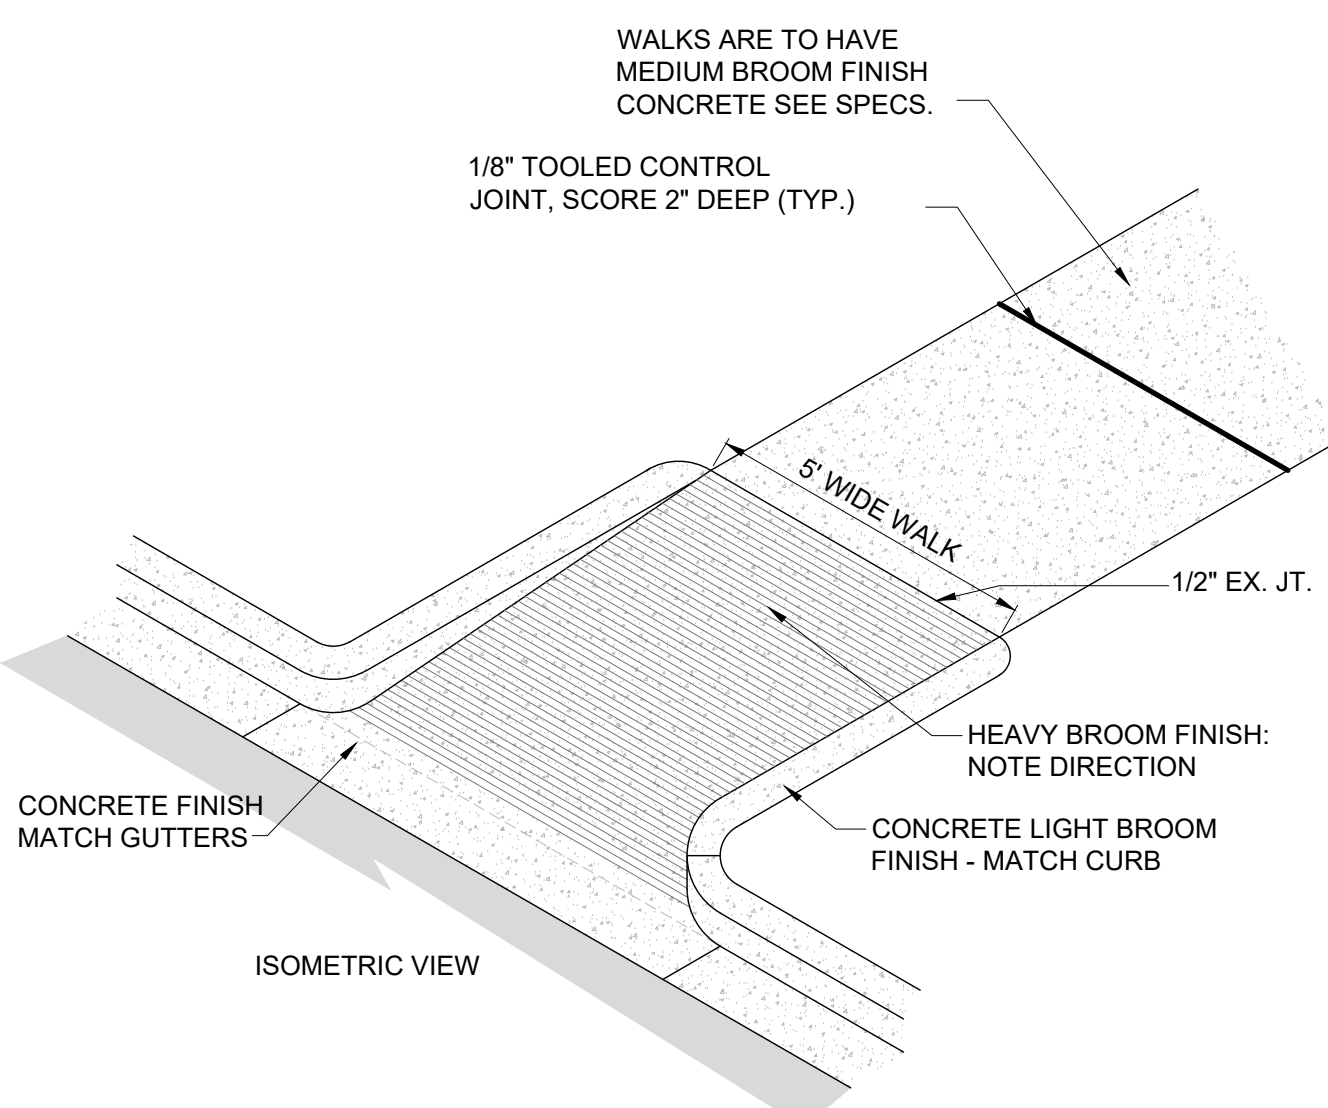 WALKS ARE TO HAVE
MEDIUM BROOM FINISH
CONCRETE SEE SPECS.
1/8" TOOLED CONTROL
JOINT, SCORE 2" DEEP (TYP.)
5' WIDE WALK
1/2" EX. JT.
HEAVY BROOM FINISH:
NOTE DIRECTION
CONCRETE FINISH
MATCH GUTTERS
CONCRETE LIGHT BROOM
FINISH - MATCH CURB
ISOMETRIC VIEW